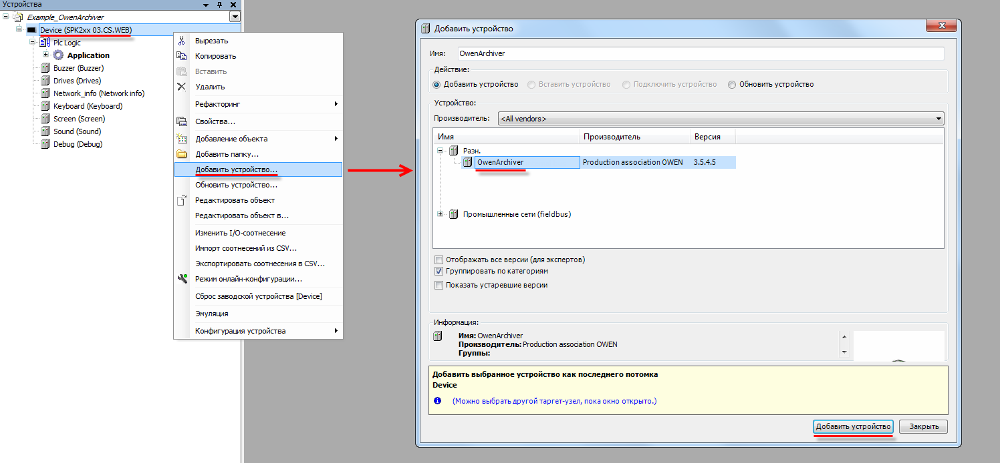 Устройства
Example_OwenArchiver
Device (SPK2xx 03.CS.WEB)
Plc Logic
Application
Buzzer (Buzzer)
Drives (Drives)
Network_info (Network info)
Keyboard (Keyboard)
Screen (Screen)
Sound (Sound)
Debug (Debug)
Вырезать
Копировать
Вставить
Удалить
Рефакторинг
Свойства...
Добавление объекта
Добавить папку...
Добавить устройство...
Обновить устройство...
Редактировать объект
Редактировать объект в...
Изменить I/O-соотнесение
Импорт соотнесений из CSV...
Экспортировать соотнесения в CSV...
Режим онлайн-конфигурации...
Сброс заводской устройства [Device]
Эмуляция
Конфигурация устройства
Добавить устройство
Имя: OwenArchiver
Действие:
Добавить устройство Вставить устройство Подключить устройство Обновить устройство
Устройство:
Производитель: <All vendors>
Имя Производитель Версия
Разн.
OwenArchiver Production association OWEN 3.5.4.5
Промышленные сети (fieldbus)
Отображать все версии (для экспертов)
Группировать по категориям
Показать устаревшие версии
Информация:
Имя: OwenArchiver
Производитель: Production association OWEN
Группы:
Добавить выбранное устройство как последнего потомка
Device
(Можно выбрать другой таргет-узел, пока окно открыто.)
Добавить устройство Закрыть